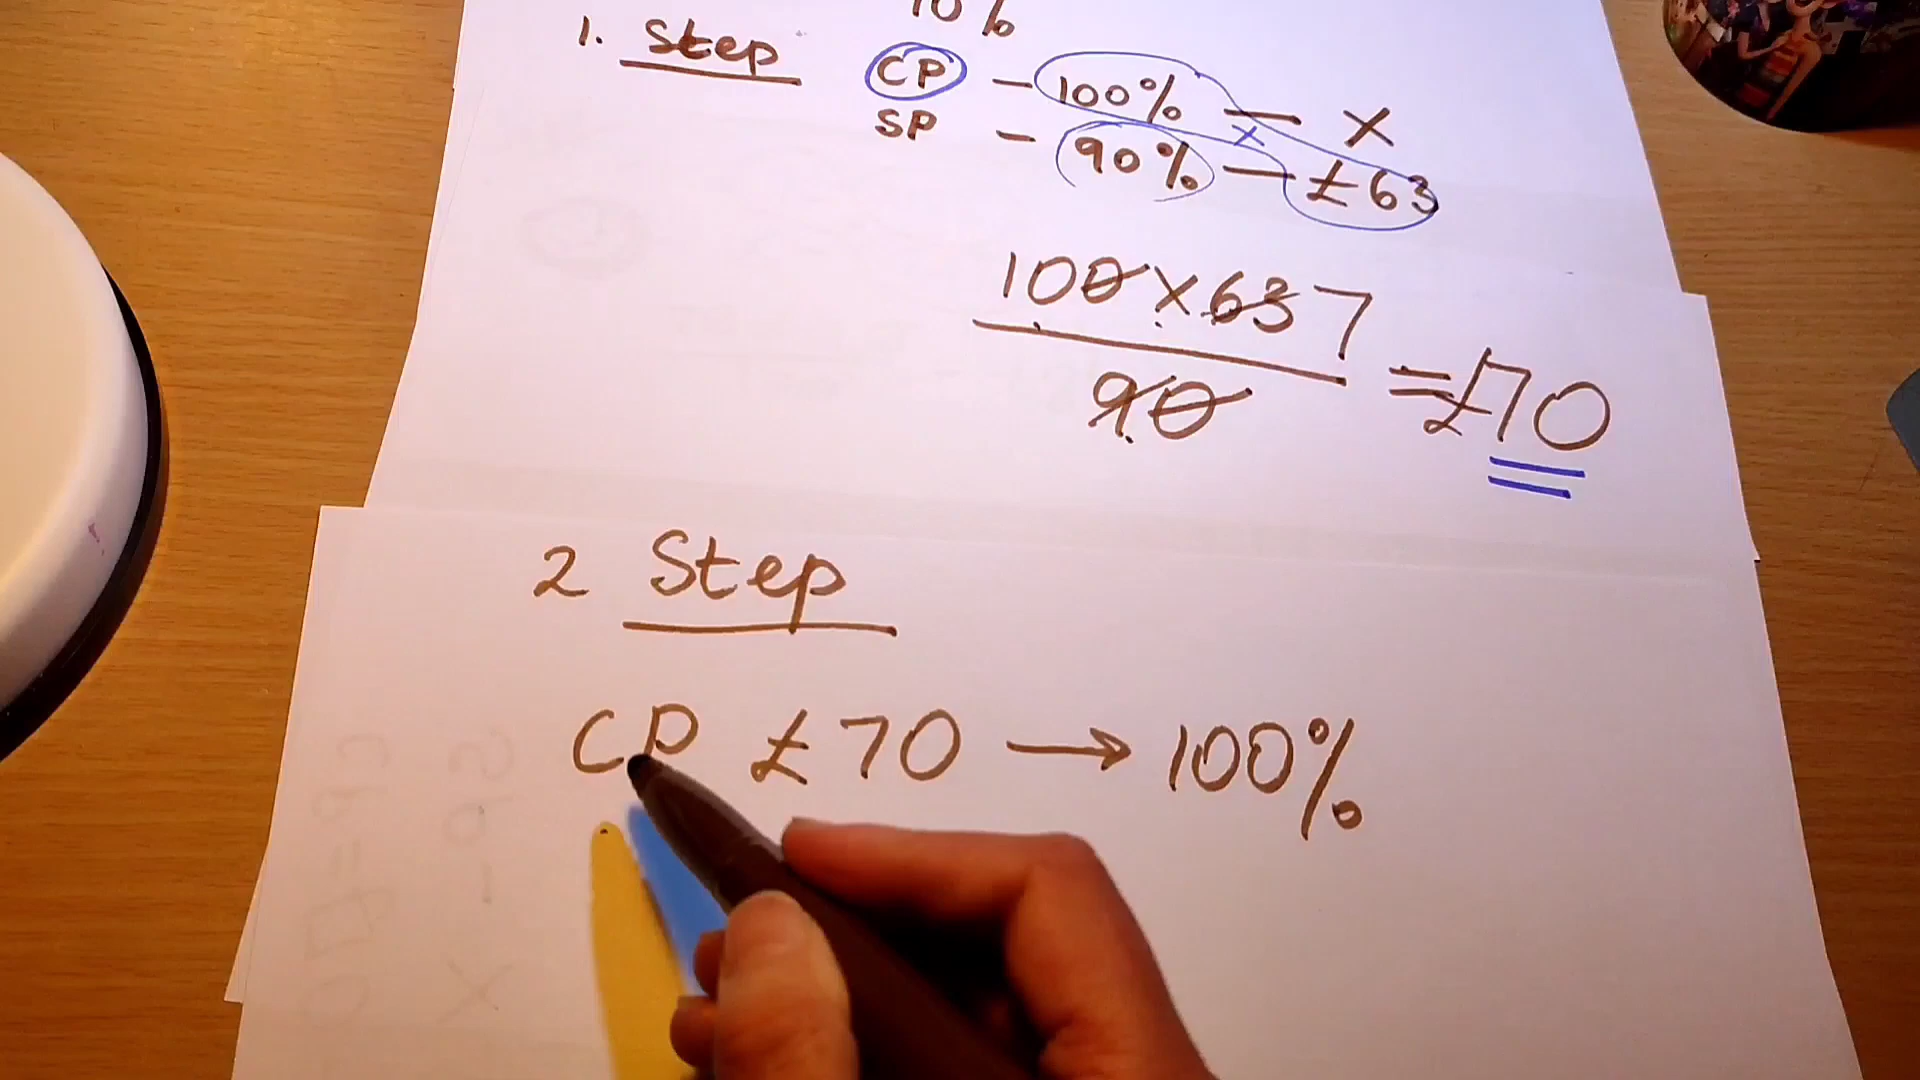 10%
1. Step
CP - 100% - X
SP - 90% - £63
100 x 63 7
90
= £70
2 Step
CP £70 → 100%